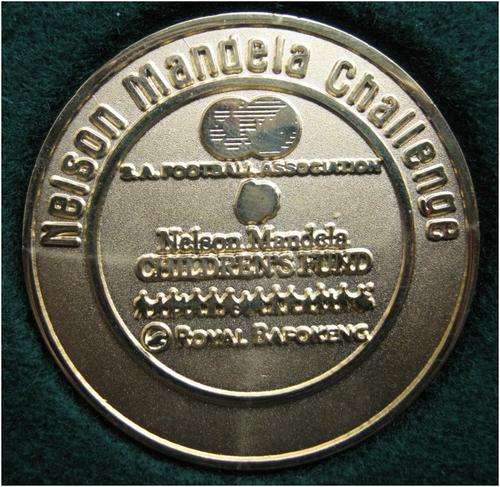 Nelson Mandela Challenge
S.A. FOOTBALL ASSOCIATION
Nelson Mandela
CHILDREN'S FUND
ROYAL BAFOKENG